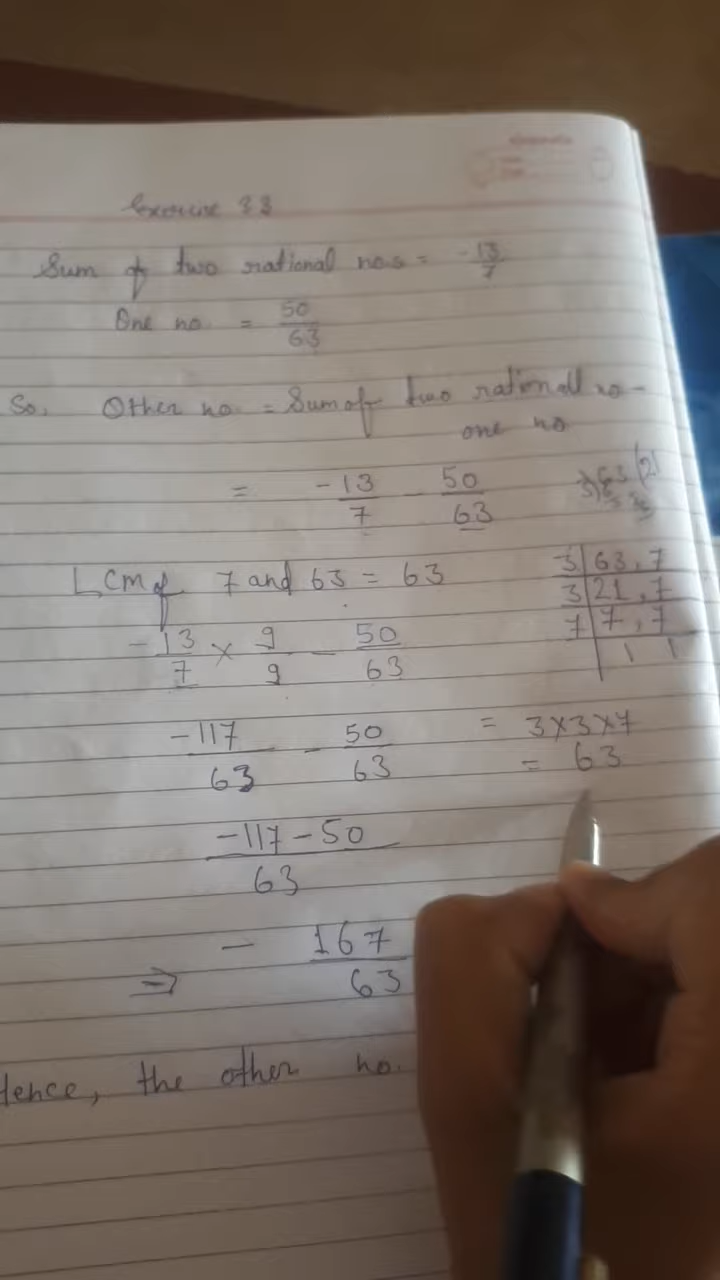 Exercise 33
Sum of two rational no.s = -13/7
One no = 50/63
So, Other no. = Sum of two rational no -
one no
= -13/7 - 50/63
LCM of 7 and 63 = 63
3 | 63, 7
3 | 21, 7
7 | 7, 7
1 1
-13/7 × 9/9 - 50/63
-117/63 - 50/63
= 3×3×7
= 63
-117-50/63
⇒ - 167/63
Hence, the other no.